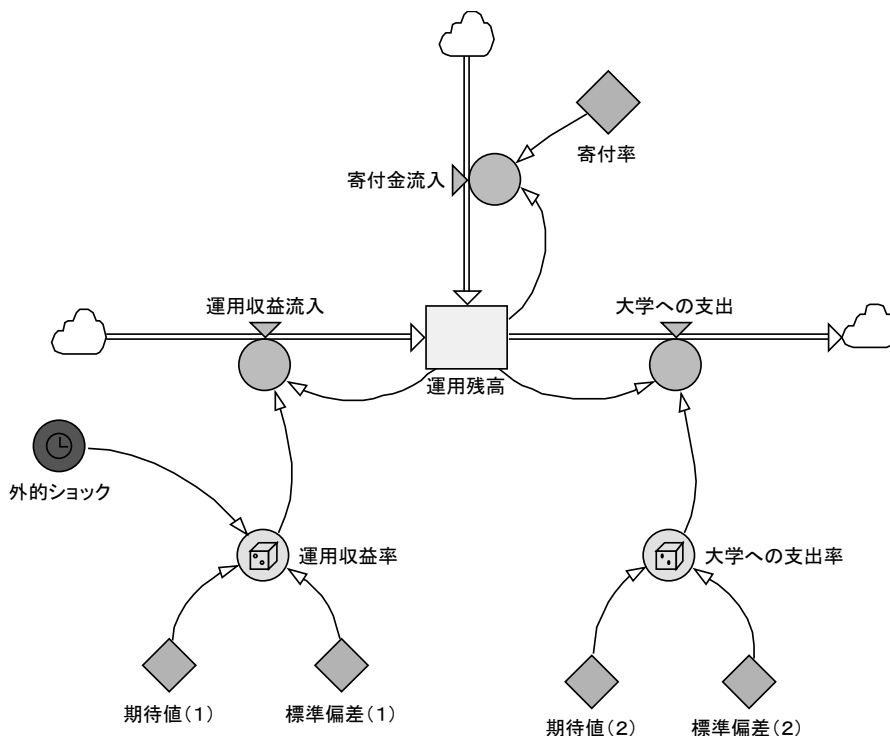 寄付率
寄付金流入
運用収益流入
大学への支出
運用残高
外的ショック
運用収益率
大学への支出率
期待値(1)
標準偏差(1)
期待値(2)
標準偏差(2)